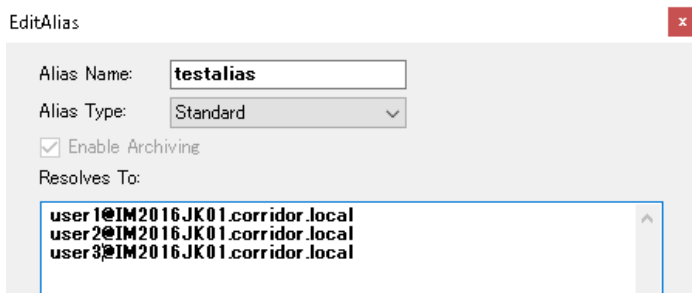 EditAlias
x
Alias Name: testalias
Alias Type: Standard
Enable Archiving
Resolves To:
user1@IM2016JK01.corridor.local
user2@IM2016JK01.corridor.local
user3@IM2016JK01.corridor.local